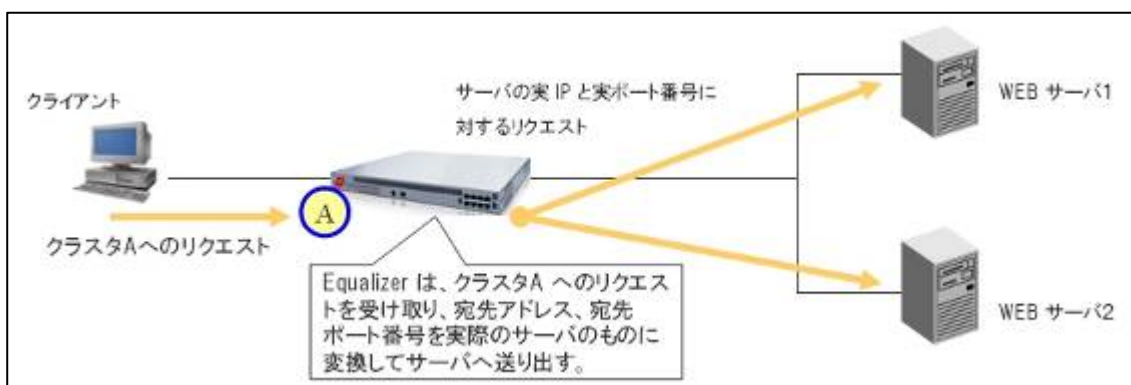 クライアント
サーバの実 IP と実ポート番号に
対するリクエスト
WEB サーバ1
A
クラスタAへのリクエスト
Equalizer は、クラスタA へのリクエス
トを受け取り、宛先アドレス、宛先
ポート番号を実際のサーバのものに
変換してサーバへ送り出す。
WEB サーバ2